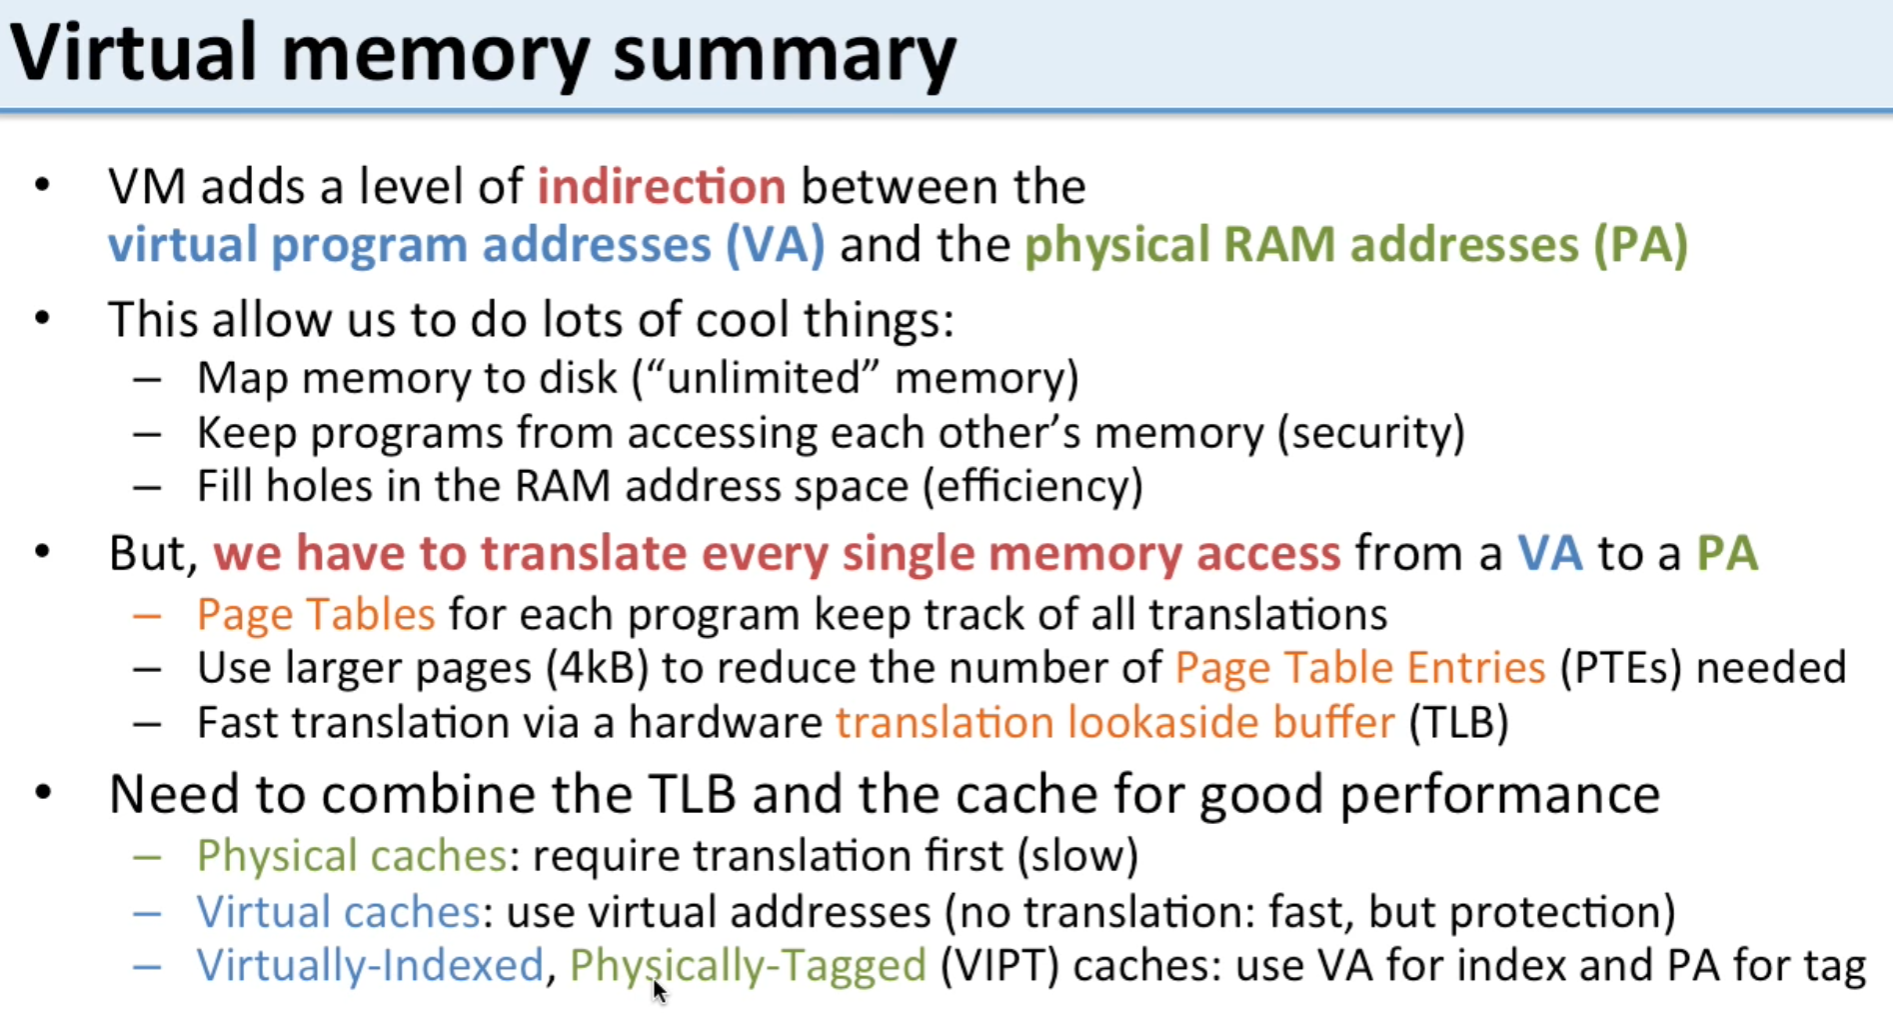 Virtual memory summary
• VM adds a level of indirection between the
virtual program addresses (VA) and the physical RAM addresses (PA)
• This allow us to do lots of cool things:
– Map memory to disk (“unlimited” memory)
– Keep programs from accessing each other’s memory (security)
– Fill holes in the RAM address space (efficiency)
• But, we have to translate every single memory access from a VA to a PA
– Page Tables for each program keep track of all translations
– Use larger pages (4kB) to reduce the number of Page Table Entries (PTEs) needed
– Fast translation via a hardware translation lookaside buffer (TLB)
• Need to combine the TLB and the cache for good performance
– Physical caches: require translation first (slow)
– Virtual caches: use virtual addresses (no translation: fast, but protection)
– Virtually-Indexed, Physically-Tagged (VIPT) caches: use VA for index and PA for tag